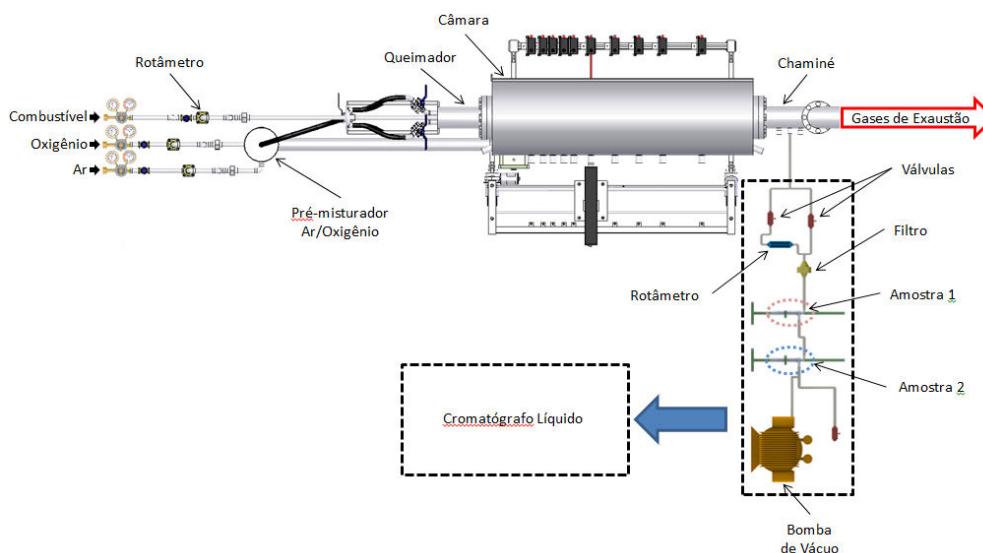 Câmara
Queimador
Rotâmetro
Chaminé
Combustível
Oxigênio
Ar
Gases de Exaustão
Pré-misturador
Ar/Oxigênio
Válvulas
Filtro
Rotâmetro
Amostra 1
Amostra 2
Cromatógrafo Líquido
Bomba
de Vácuo